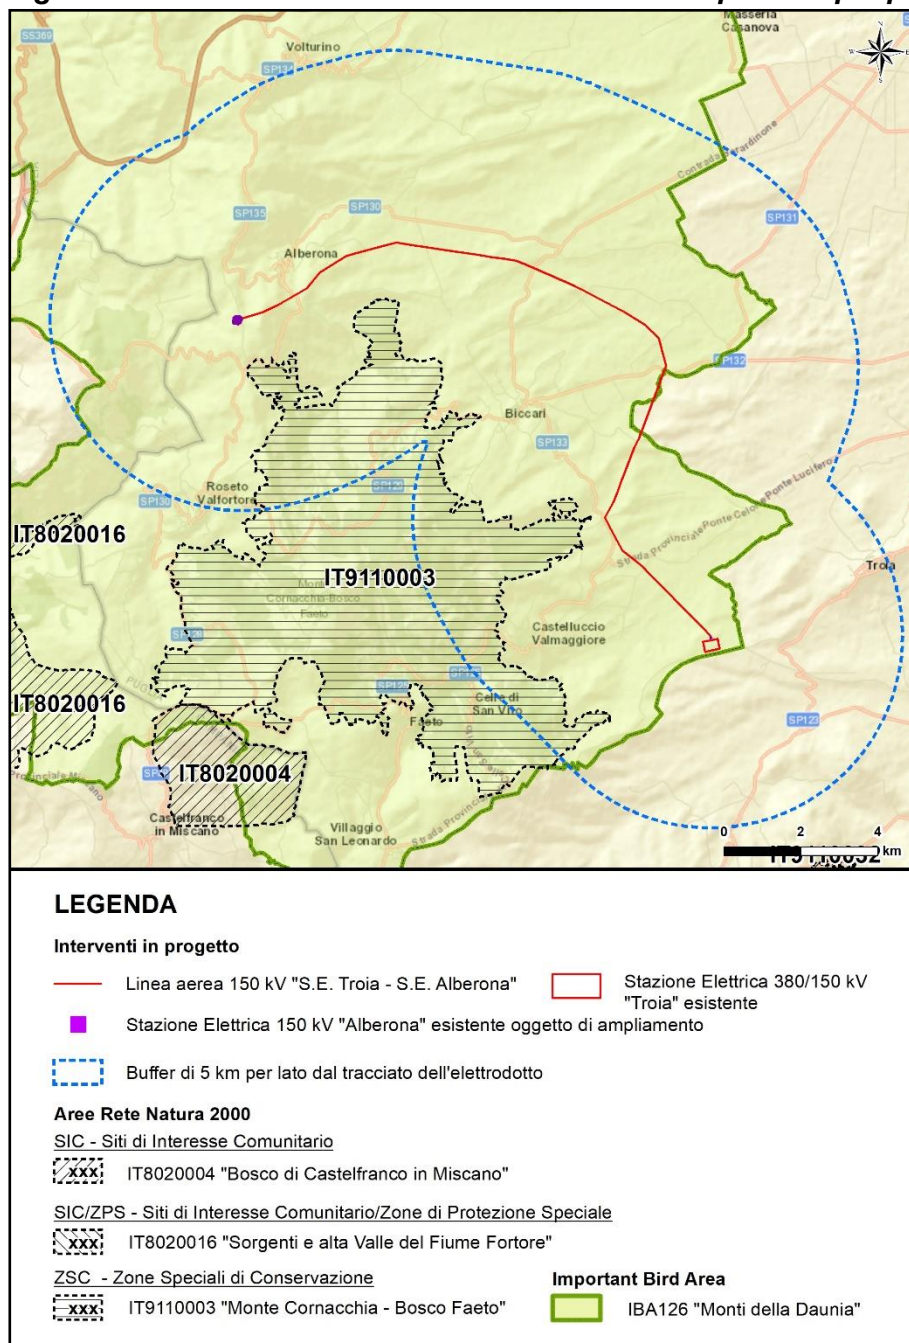 Masseria
Casanova
SS369
Volturino
SP134
N
W
E
S
Contrada Montedinone
SP135
SP130
SP131
Alberona
SP132
Biccari
SP133
Roseto
Valfortore
SP129
SP130
Strada Provinciale Ponte Celone Ponte Lucifero
IT8020016
Troia
IT9110003
Monte
Cornacchia-Bosco
Faeto
Castelluccio
Valmaggiore
SP128
IT8020016
SP125
Celle di
San Vito
Faeto
SP123
IT8020004
Castelfranco
in Miscano
Villaggio
San Leonardo
Strada Provinciale
0 2 4
km
IT9110032
LEGENDA
Interventi in progetto
Linea aerea 150 kV "S.E. Troia - S.E. Alberona"
Stazione Elettrica 380/150 kV
"Troia" esistente
Stazione Elettrica 150 kV "Alberona" esistente oggetto di ampliamento
Buffer di 5 km per lato dal tracciato dell'elettrodotto
Aree Rete Natura 2000
SIC - Siti di Interesse Comunitario
xxx IT8020004 "Bosco di Castelfranco in Miscano"
SIC/ZPS - Siti di Interesse Comunitario/Zone di Protezione Speciale
xxx IT8020016 "Sorgenti e alta Valle del Fiume Fortore"
ZSC - Zone Speciali di Conservazione
xxx IT9110003 "Monte Cornacchia - Bosco Faeto"
Important Bird Area
IBA126 "Monti della Daunia"